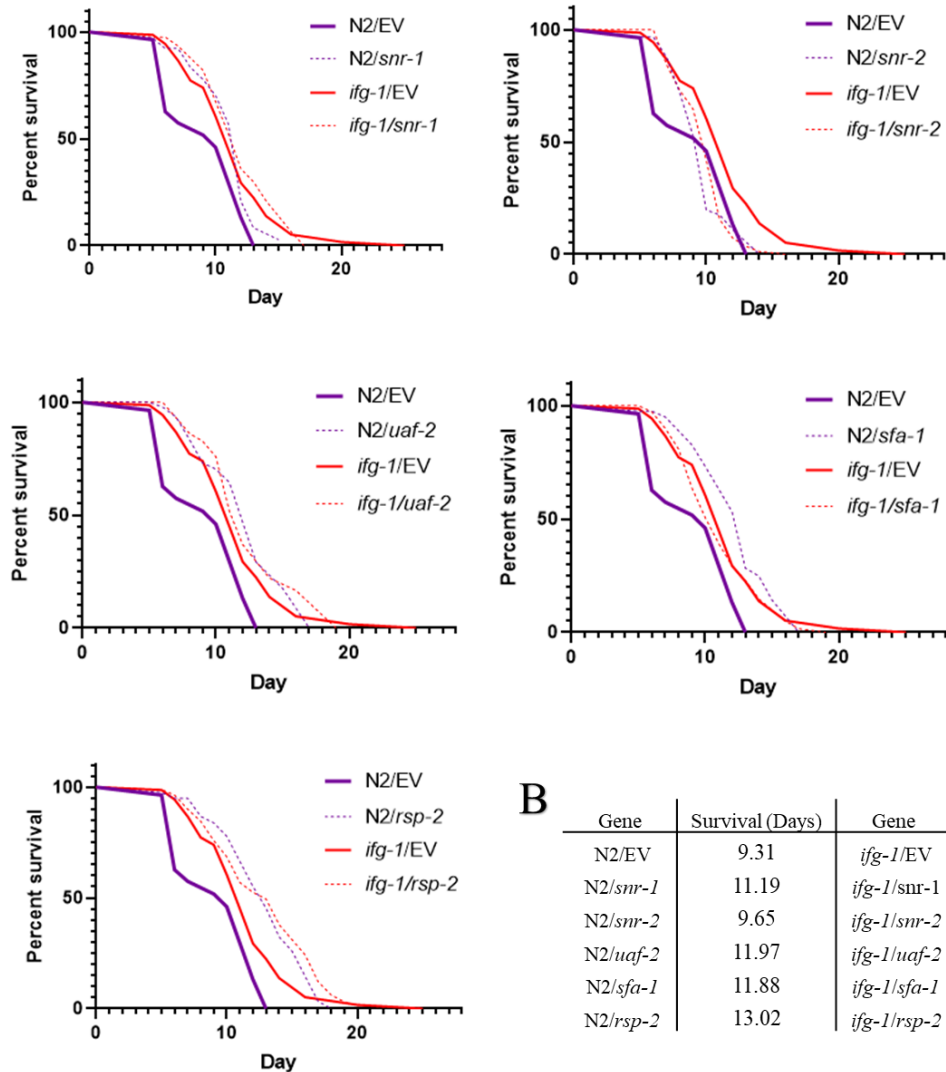 100
50
0
Percent survival
0
10
20
Day
N2/EV
N2/snr-1
ifg-1/EV
ifg-1/snr-1
100
50
0
Percent survival
0
10
20
Day
N2/EV
N2/snr-2
ifg-1/EV
ifg-1/snr-2
100
50
0
Percent survival
0
10
20
Day
N2/EV
N2/uaf-2
ifg-1/EV
ifg-1/uaf-2
100
50
0
Percent survival
0
10
20
Day
N2/EV
N2/sfa-1
ifg-1/EV
ifg-1/sfa-1
100
50
0
Percent survival
0
10
20
Day
N2/EV
N2/rsp-2
ifg-1/EV
ifg-1/rsp-2
B
Gene Survival (Days) Gene
N2/EV 9.31 ifg-1/EV
N2/snr-1 11.19 ifg-1/snr-1
N2/snr-2 9.65 ifg-1/snr-2
N2/uaf-2 11.97 ifg-1/uaf-2
N2/sfa-1 11.88 ifg-1/sfa-1
N2/rsp-2 13.02 ifg-1/rsp-2